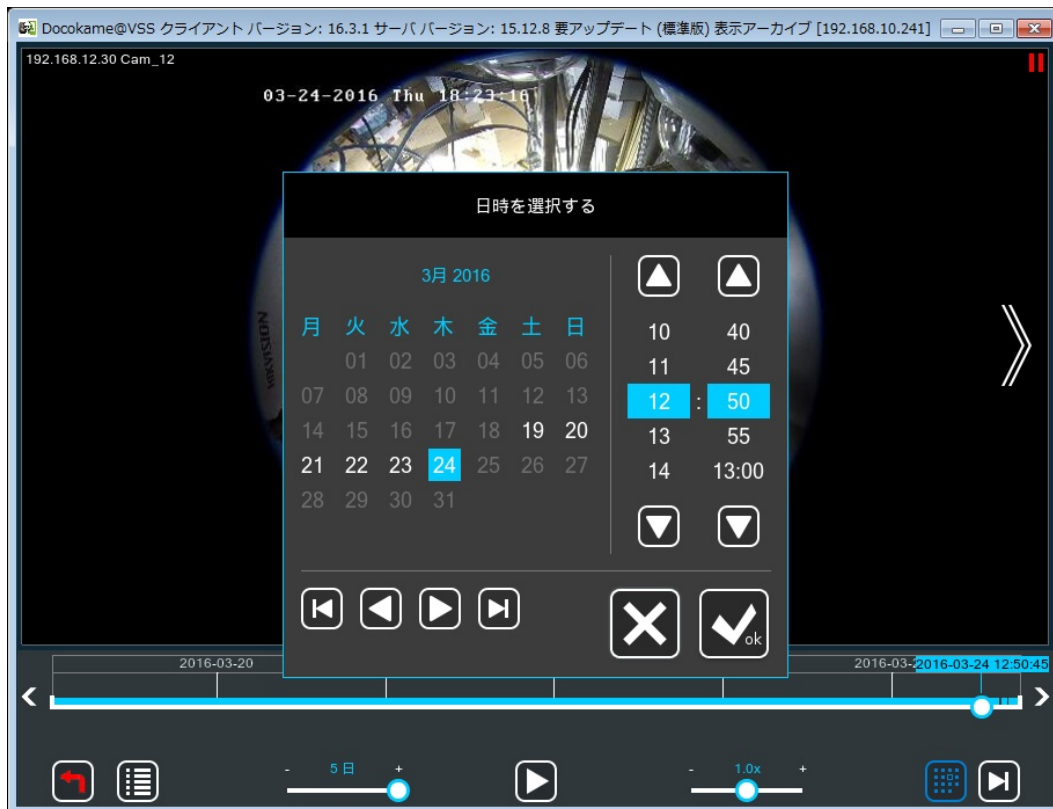 Docokame@VSS クライアント バージョン: 16.3.1 サーバ バージョン: 15.12.8 要アップデート (標準版) 表示アーカイブ [192.168.10.241]
192.168.12.30 Cam_12
03-24-2016 Thu 18:23:16
HIKVISION
日時を選択する
3月 2016
月 火 水 木 金 土 日
01 02 03 04 05 06
07 08 09 10 11 12 13
14 15 16 17 18 19 20
21 22 23 24 25 26 27
28 29 30 31
10 40
11 45
12 : 50
13 55
14 13:00
ok
2016-03-20
2016-03-
2016-03-24 12:50:45
- 5 日 +
- 1.0x +